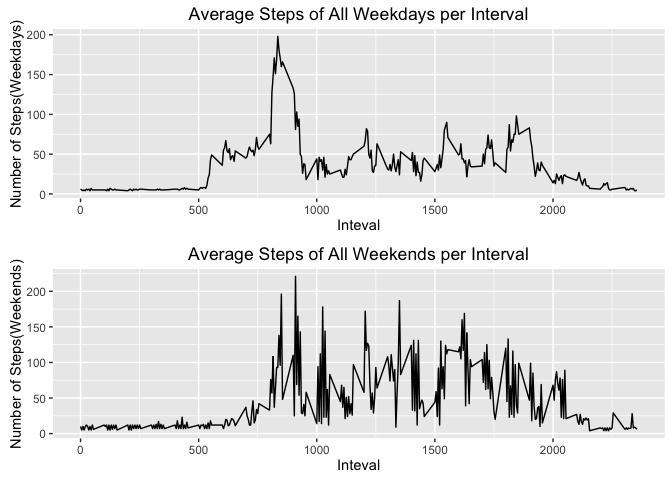 Average Steps of All Weekdays per Interval
Number of Steps(Weekdays)
200
150
100
50
0
0 500 1000 1500 2000
Inteval
Average Steps of All Weekends per Interval
Number of Steps(Weekends)
200
150
100
50
0
0 500 1000 1500 2000
Inteval